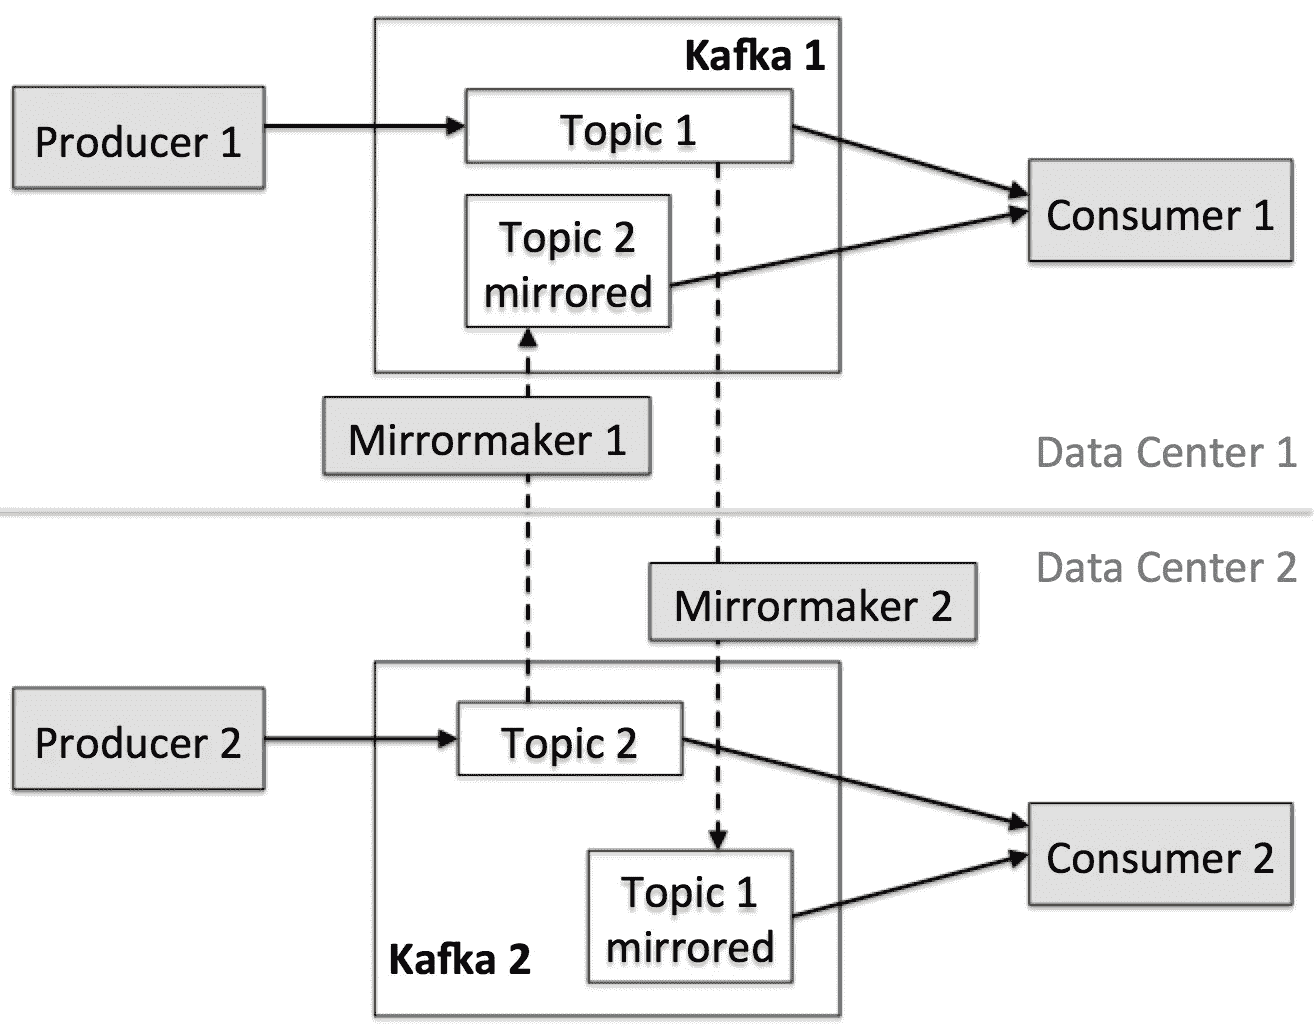 Kafka 1
Producer 1
Topic 1
Topic 2
mirrored
Consumer 1
Mirrormaker 1
Data Center 1
Data Center 2
Mirrormaker 2
Producer 2
Topic 2
Consumer 2
Topic 1
mirrored
Kafka 2